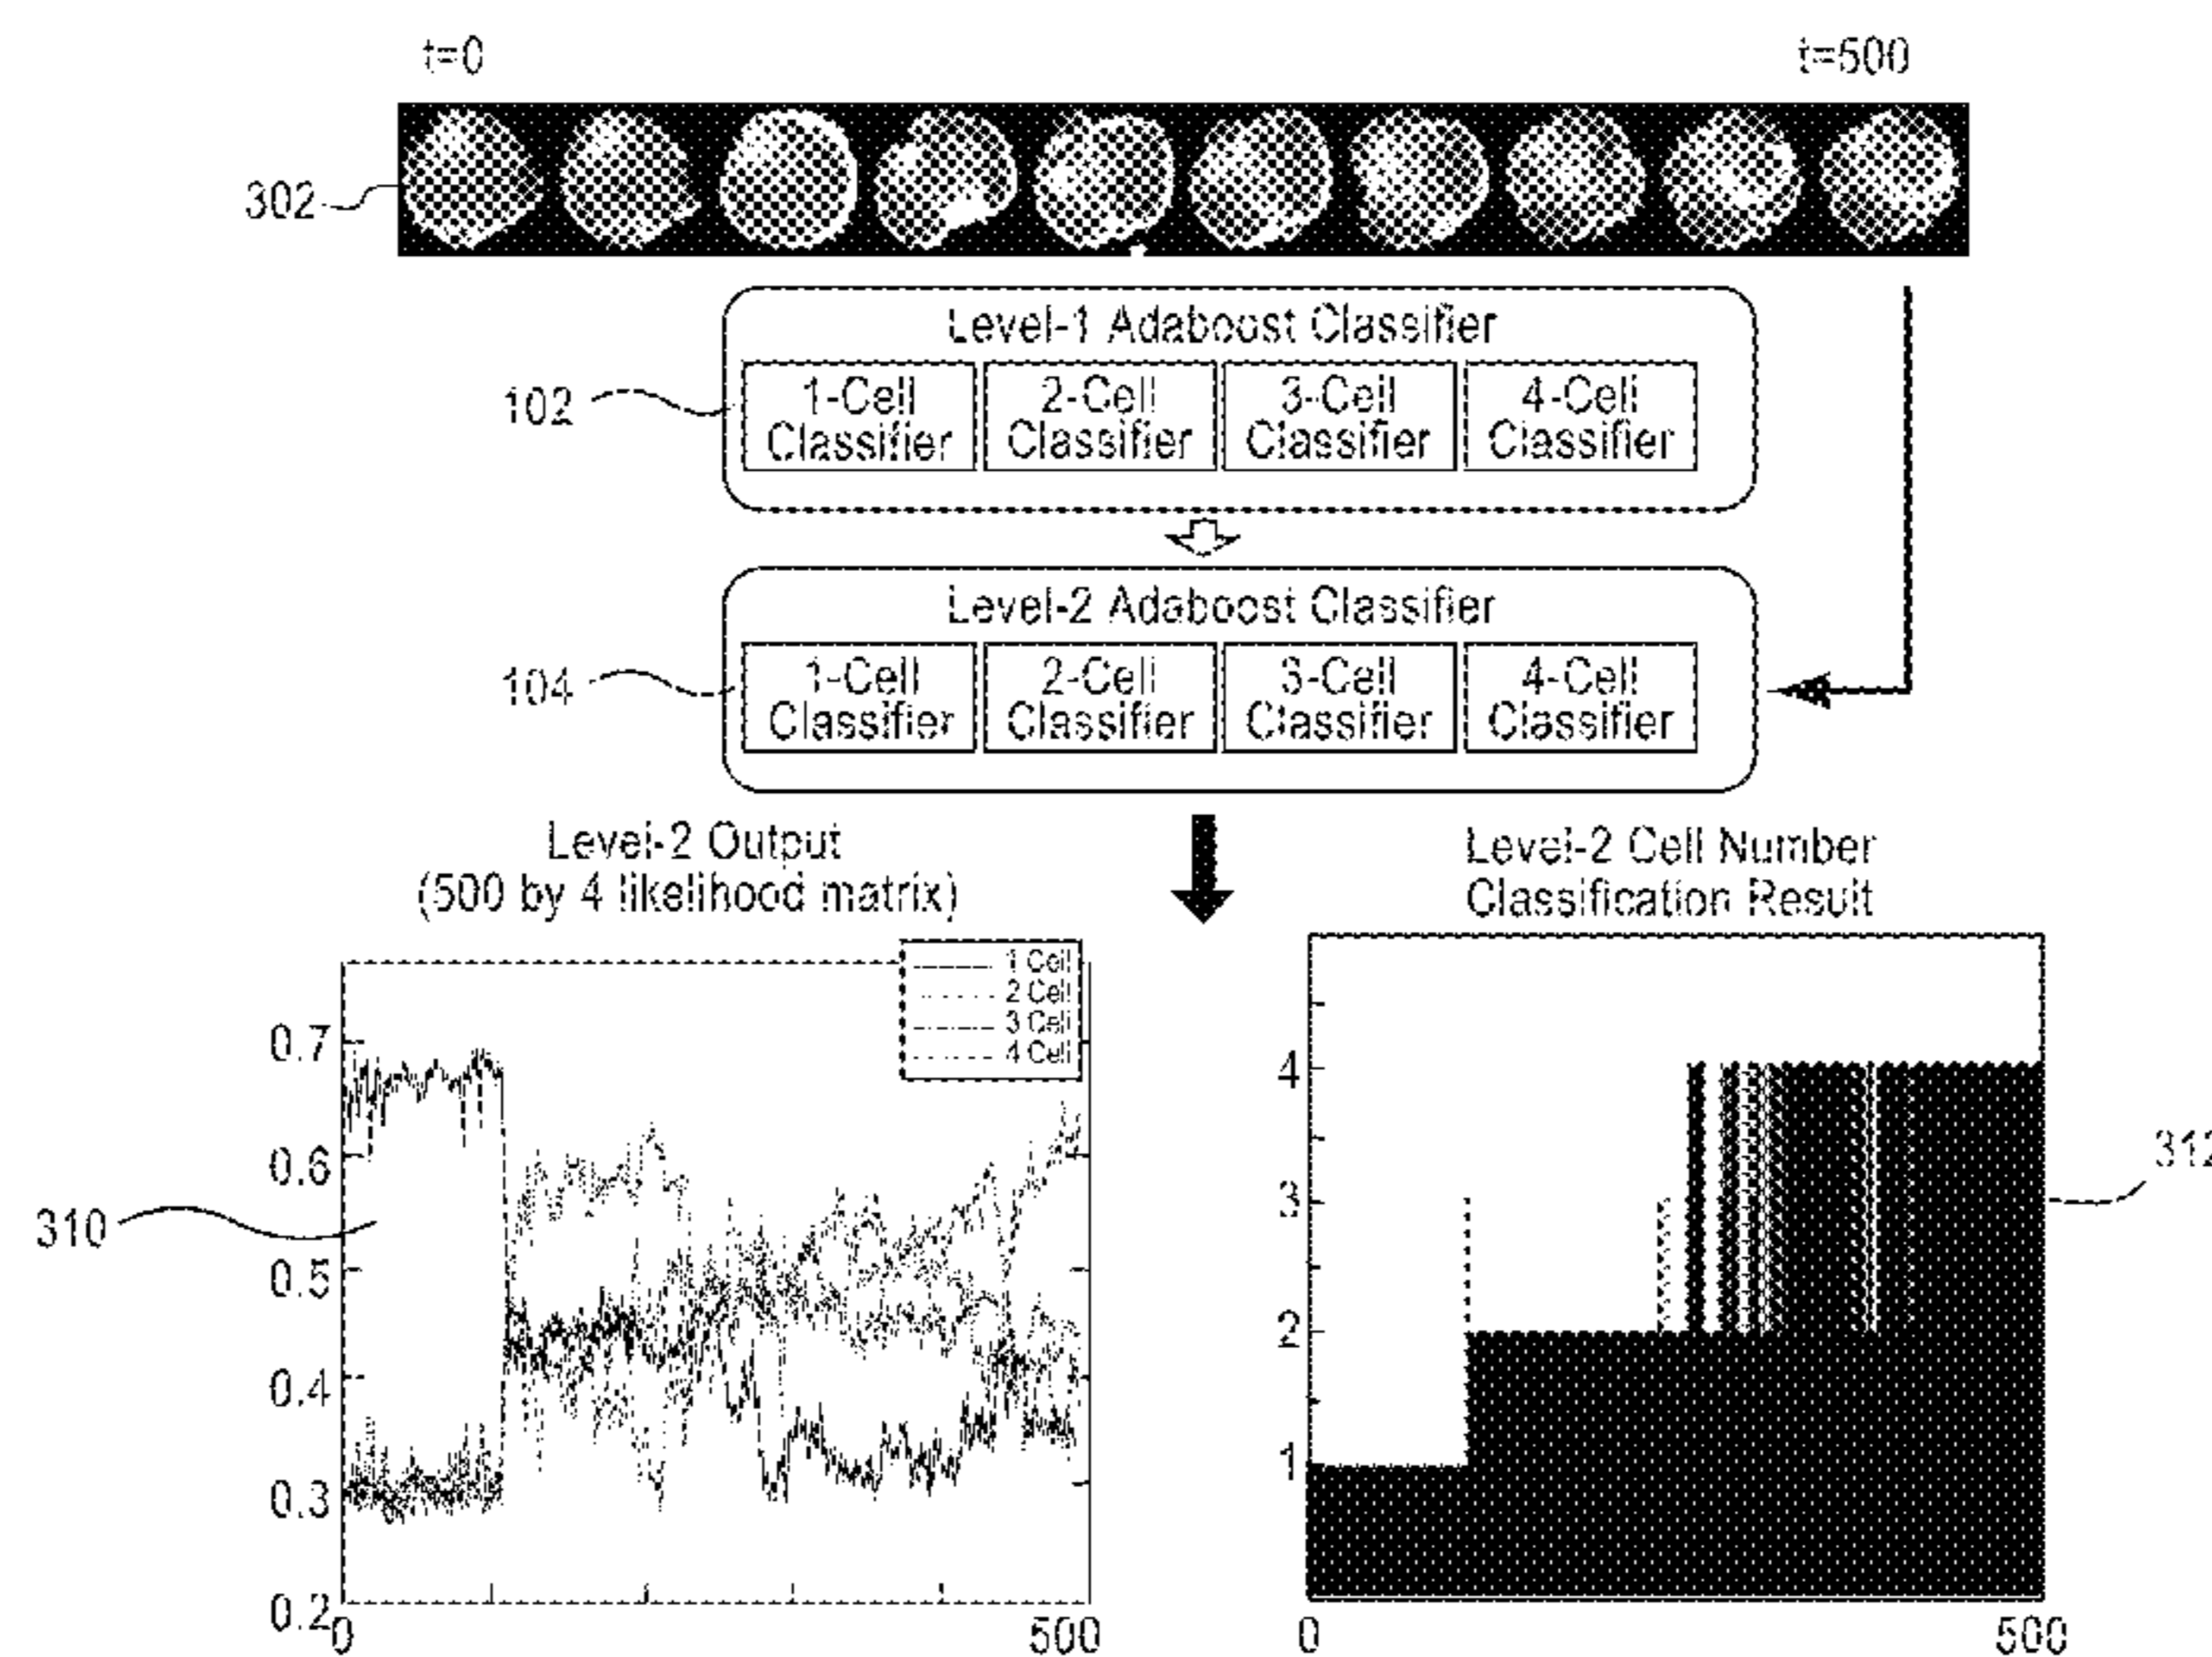 t=0
t=500
302
Level-1 Adaboost Classifier
102
1-Cell Classifier
2-Cell Classifier
3-Cell Classifier
4-Cell Classifier
Level-2 Adaboost Classifier
104
1-Cell Classifier
2-Cell Classifier
3-Cell Classifier
4-Cell Classifier
Level-2 Output
(500 by 4 likelihood matrix)
Level-2 Cell Number
Classification Result
1 Cell
2 Cell
3 Cell
4 Cell
0.7
0.6
0.5
0.4
0.3
0.2
0
500
310
4
3
2
1
0
500
312